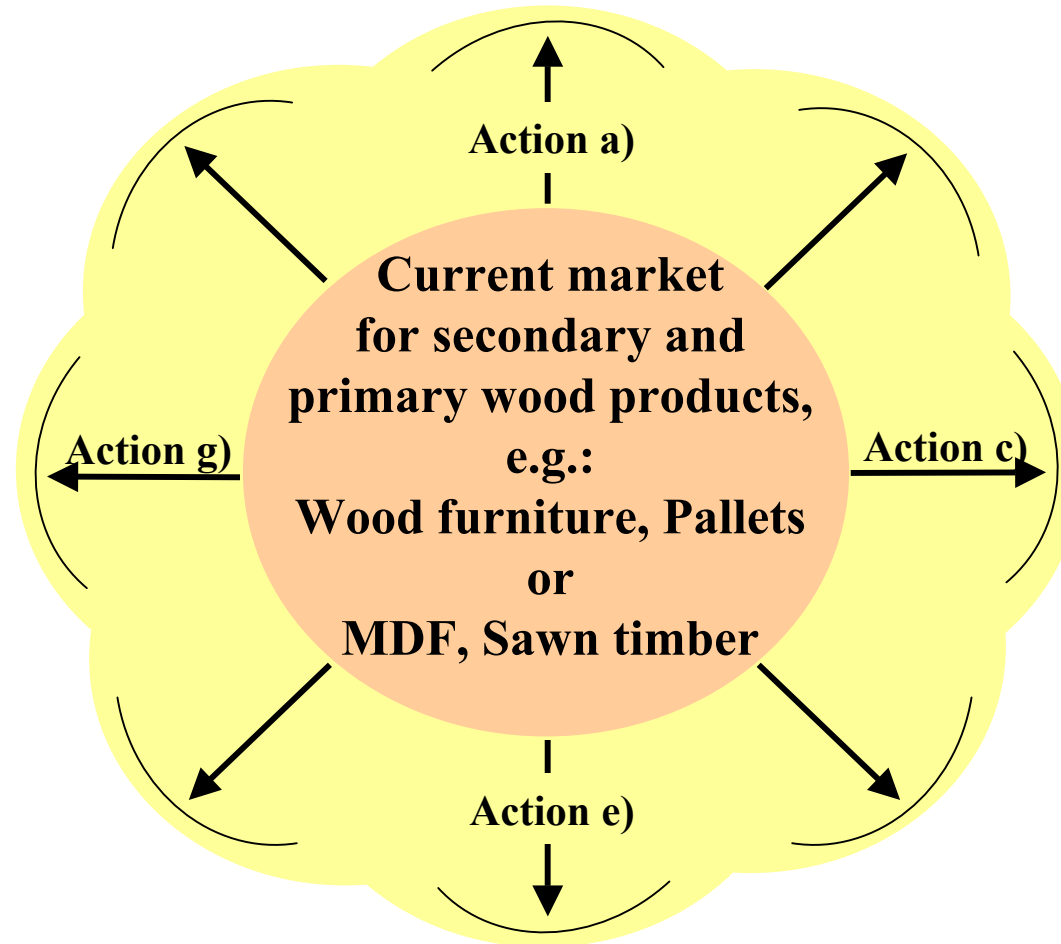 Action a)
Current market
for secondary and
primary wood products,
e.g.:
Wood furniture, Pallets
or
MDF, Sawn timber
Action g)
Action c)
Action e)